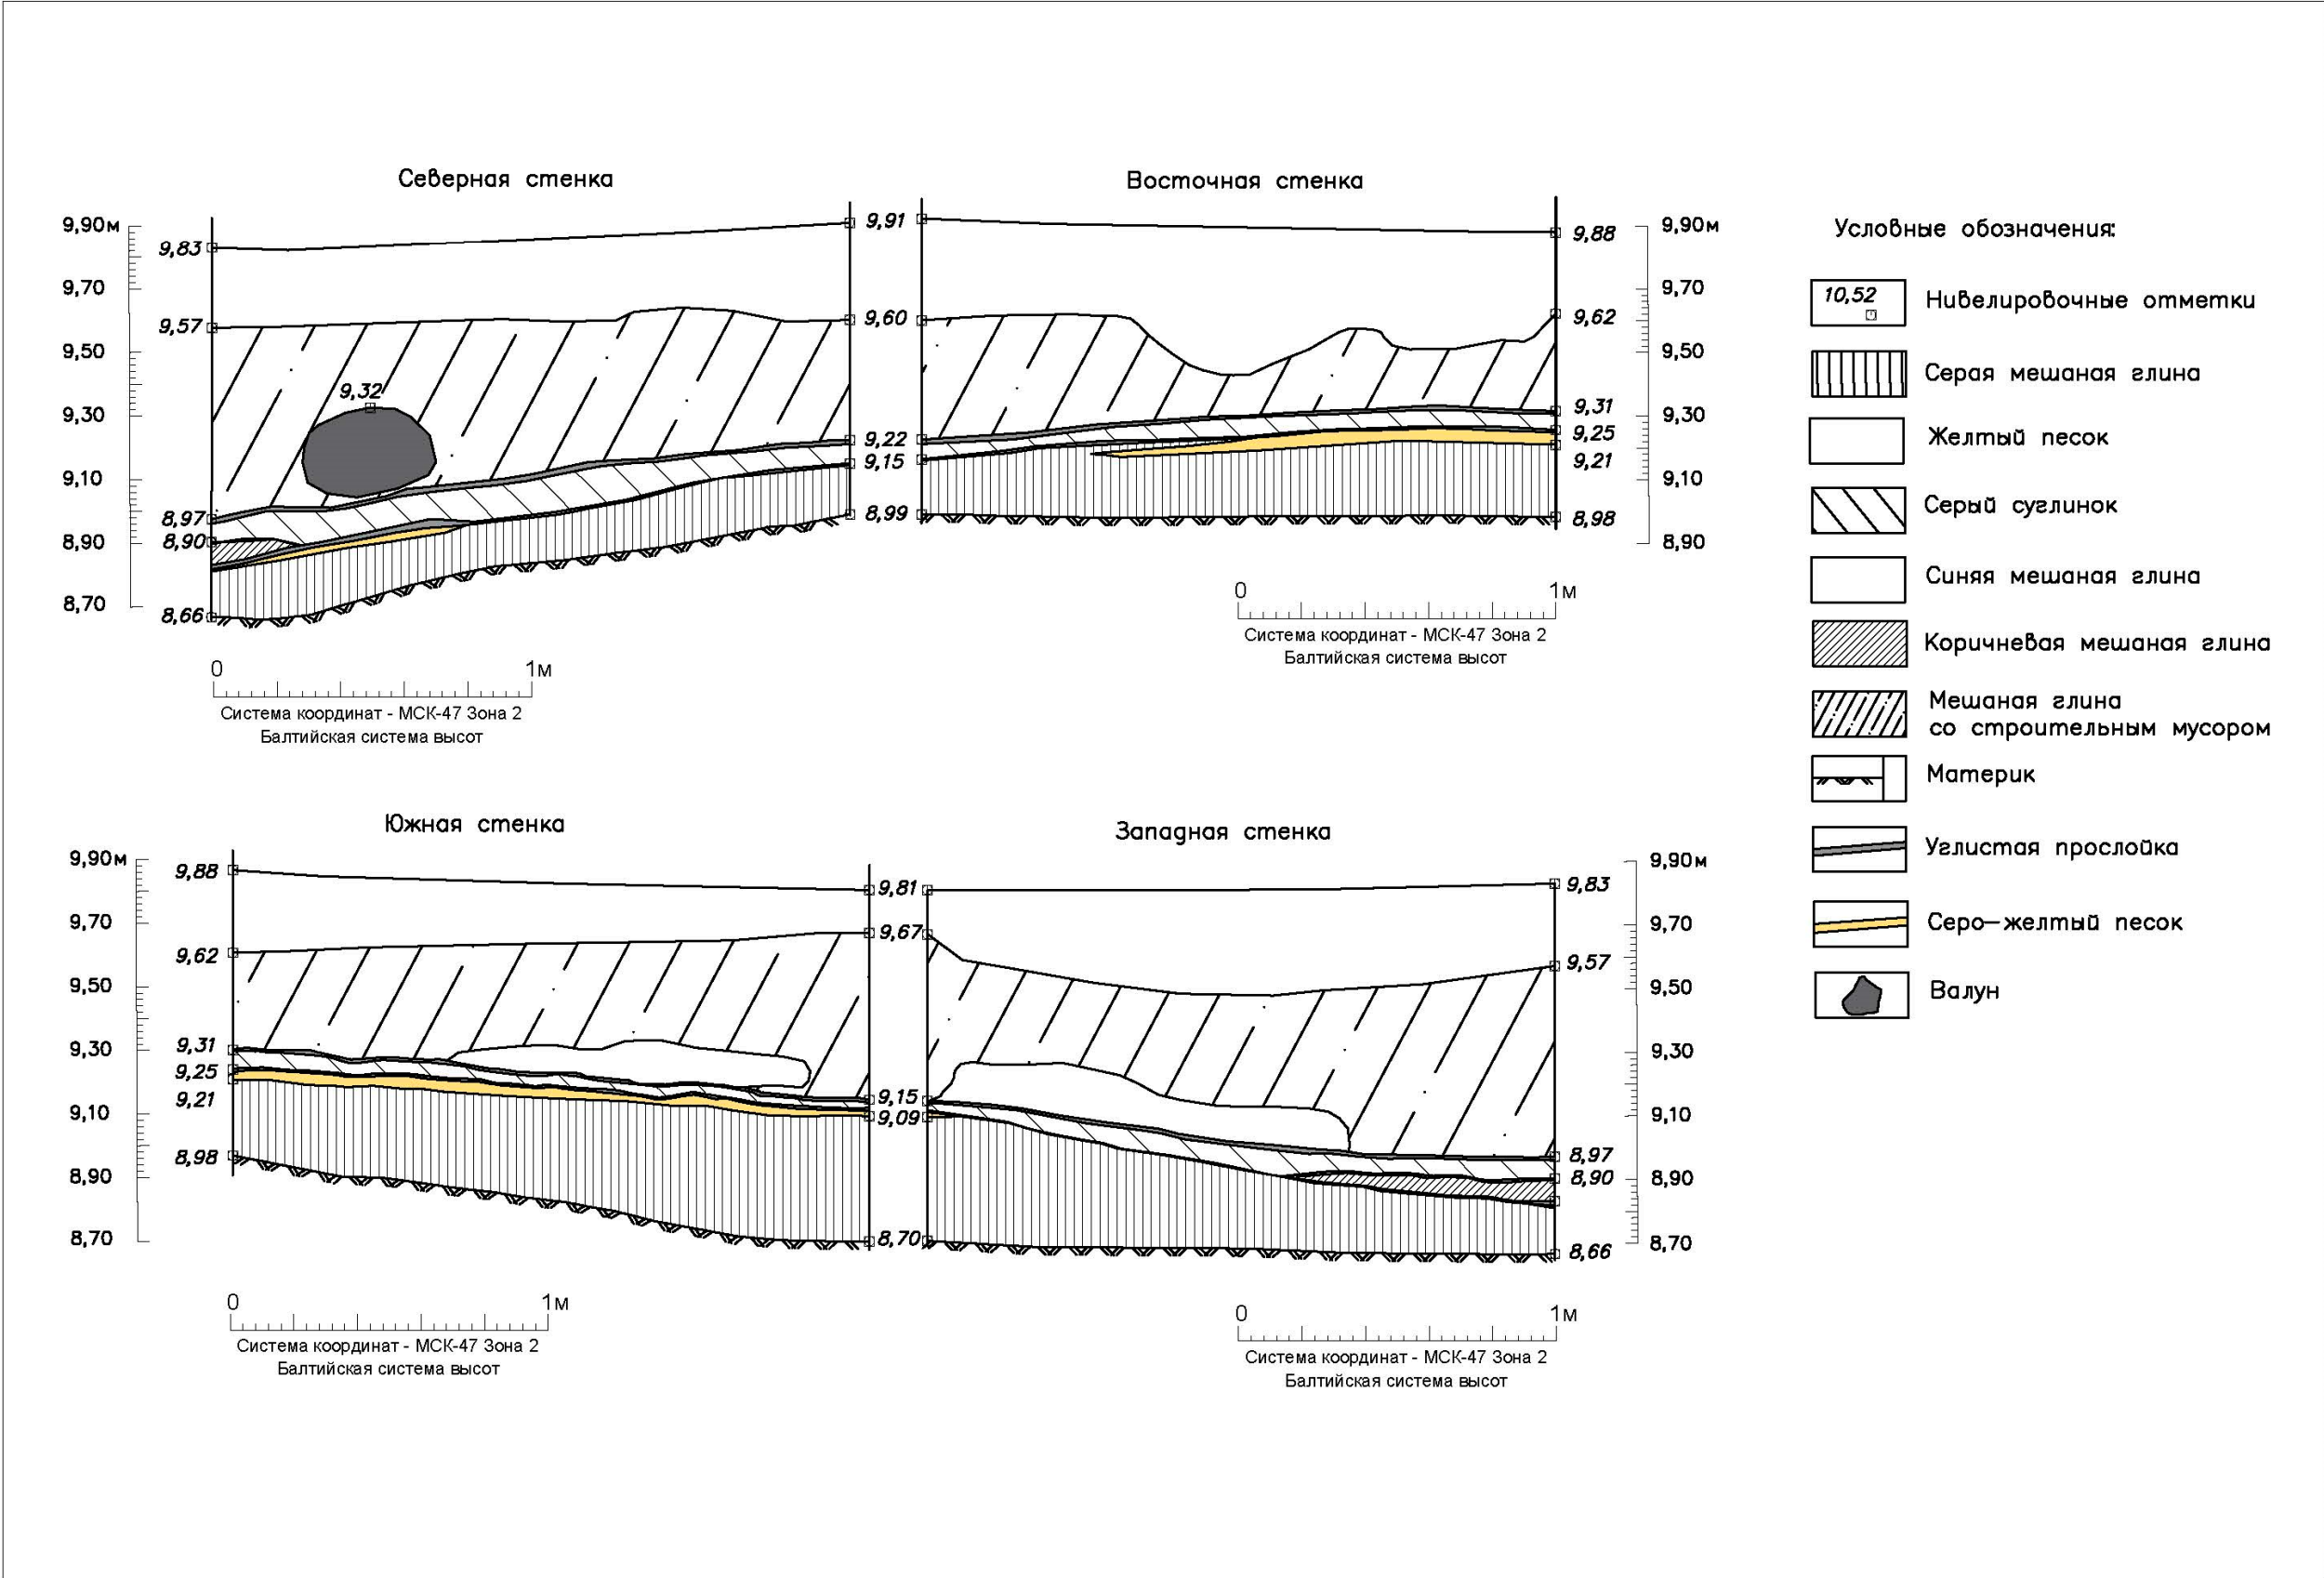 Северная стенка
9,90м
9,70
9,50
9,30
9,10
8,90
8,70
9,83
9,57
9,32
8,97
8,90
8,66
9,91
9,60
9,22
9,15
8,99
0 1м
Система координат - МСК-47 Зона 2
Балтийская система высот
Восточная стенка
9,88
9,62
9,31
9,25
9,21
8,98
9,90м
9,70
9,50
9,30
9,10
8,90
0 1м
Система координат - МСК-47 Зона 2
Балтийская система высот
Южная стенка
9,90м
9,70
9,50
9,30
9,10
8,90
8,70
9,88
9,62
9,31
9,25
9,21
8,98
9,81
9,67
9,15
9,09
8,70
0 1м
Система координат - МСК-47 Зона 2
Балтийская система высот
Западная стенка
9,83
9,57
8,97
8,90
8,66
9,90м
9,70
9,50
9,30
9,10
8,90
8,70
0 1м
Система координат - МСК-47 Зона 2
Балтийская система высот
Условные обозначения:
10,52
Нивелировочные отметки
Серая мешаная глина
Желтый песок
Серый суглинок
Синяя мешаная глина
Коричневая мешаная глина
Мешаная глина
со строительным мусором
Материк
Углистая прослойка
Серо-желтый песок
Валун